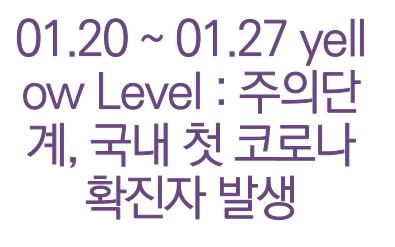 01.20 ~ 01.27 yell
ow Level : 주의단
계, 국내 첫 코로나
확진자 발생